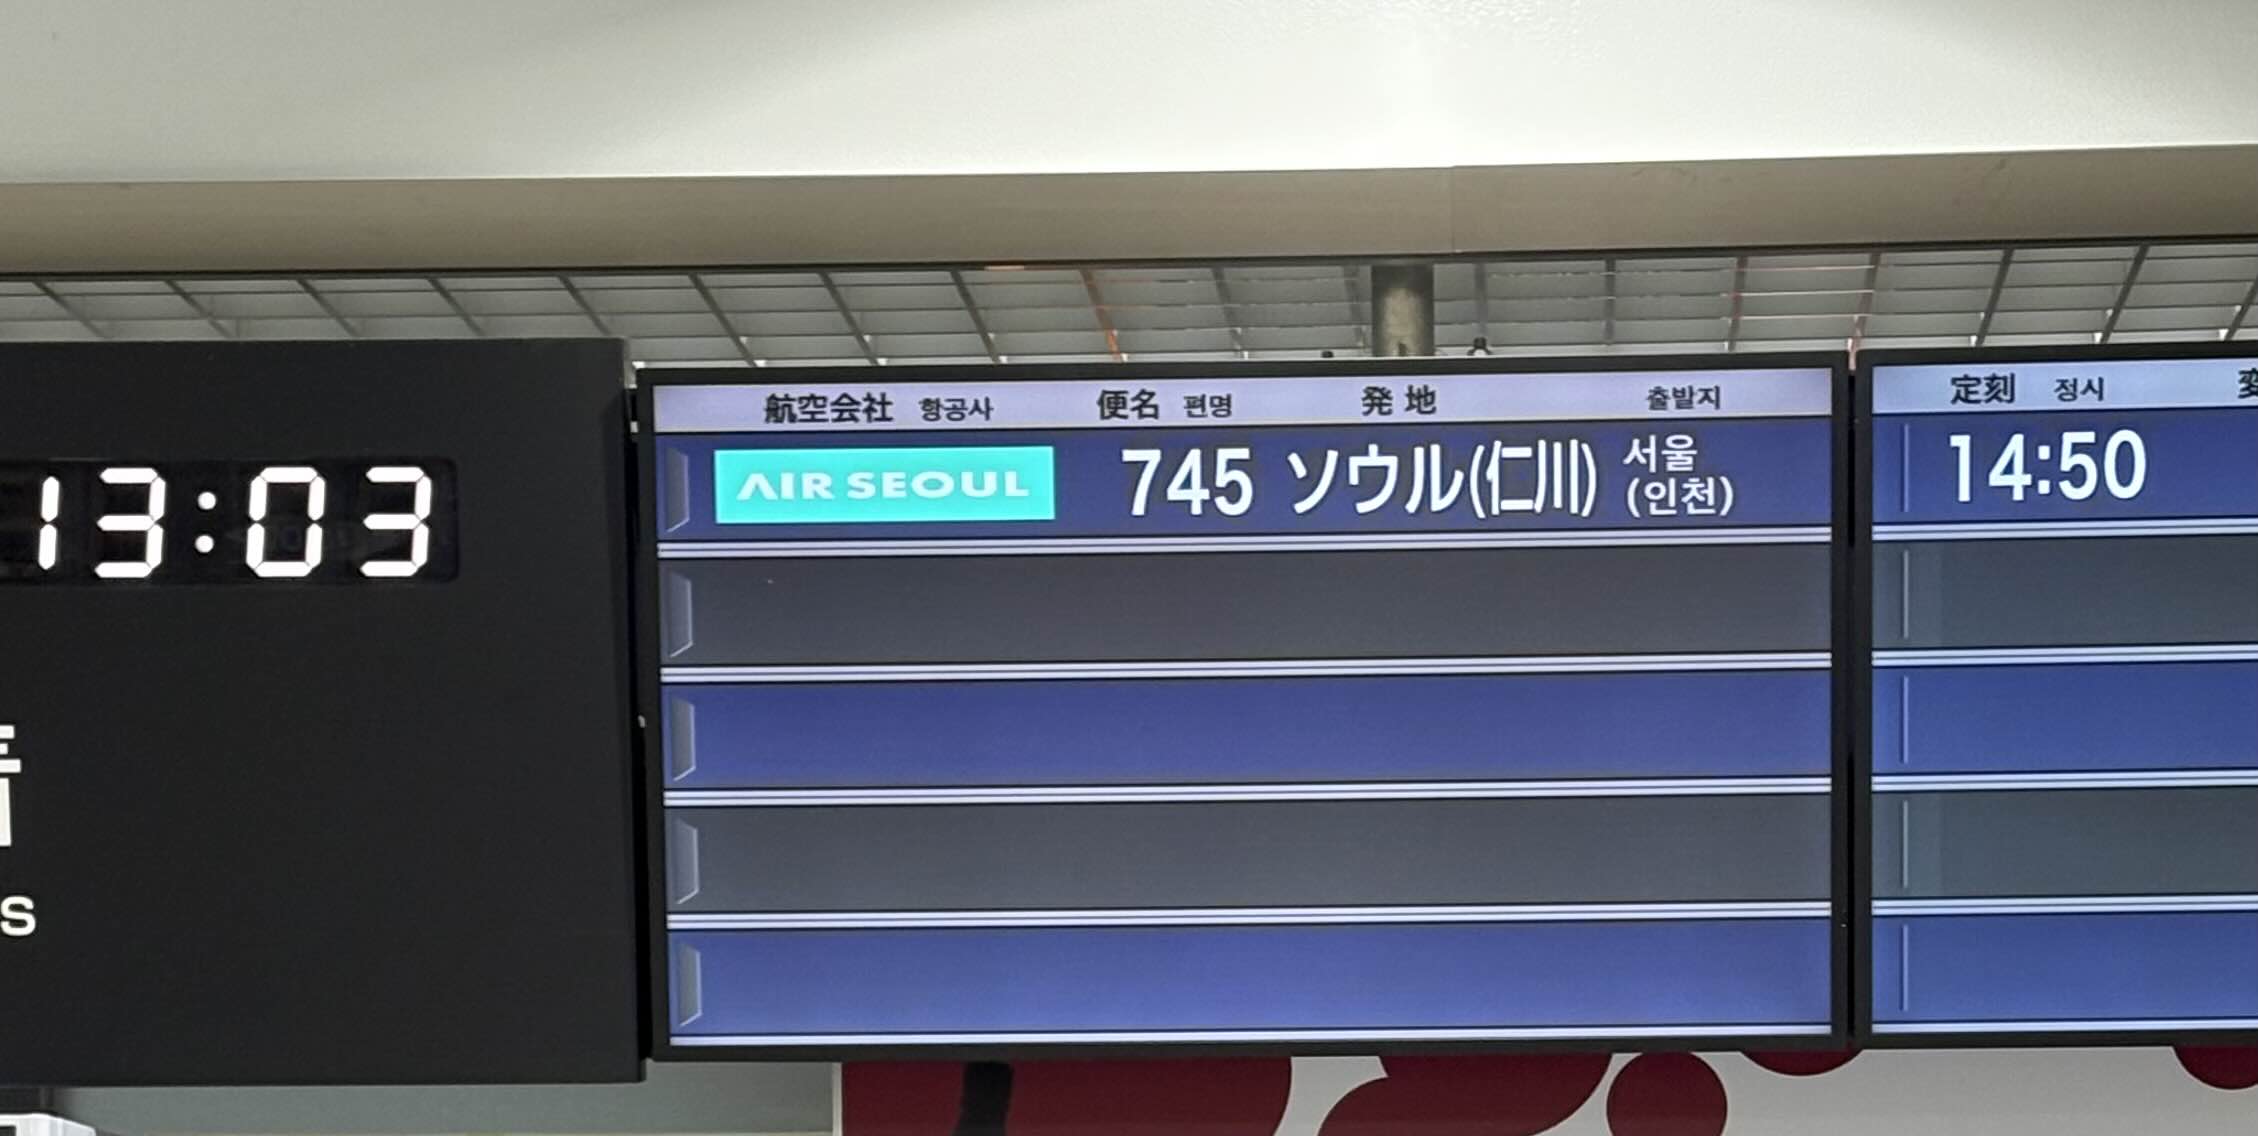 13:03
s
航空会社 항공사 便名 편명 発地 출발지 定刻 정시
AIR SEOUL 745 ソウル(仁川) 서울 (인천) 14:50